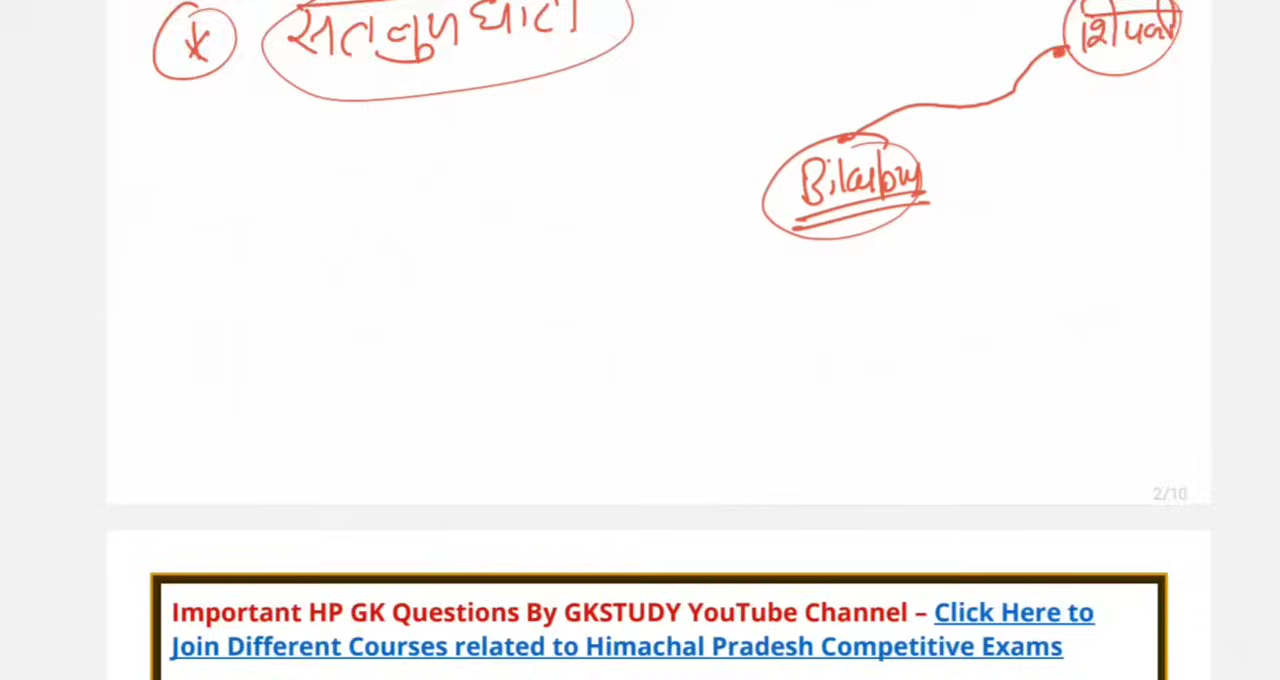 सतलुज घाटी
शिपकी
Bilaspur
2/10
Important HP GK Questions By GKSTUDY YouTube Channel – Click Here to
Join Different Courses related to Himachal Pradesh Competitive Exams